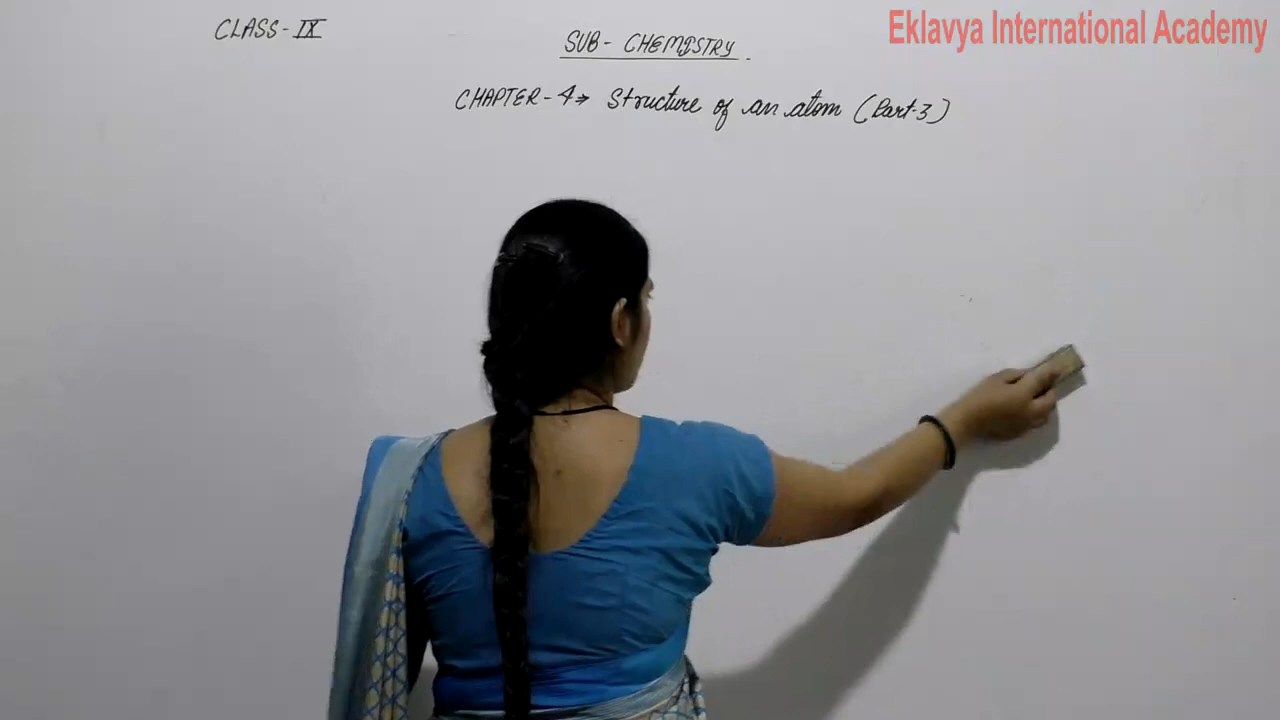 Eklavya International Academy
CLASS-IX
SUB- CHEMISTRY.
CHAPTER-4⇒ Structure of an atom (Part-3)